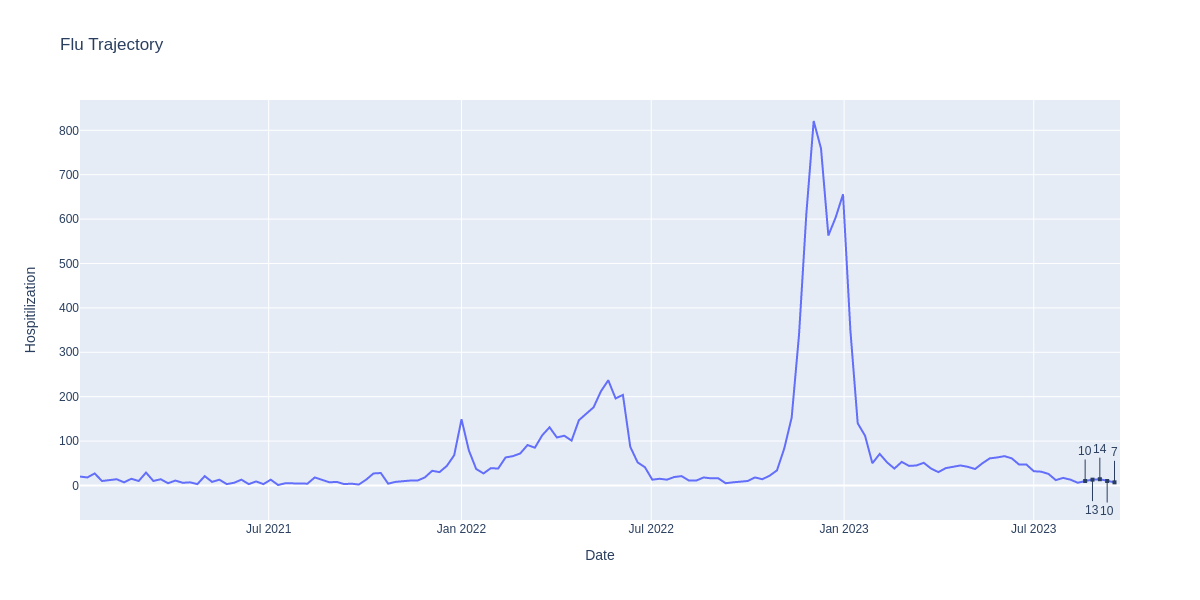 Flu Trajectory
800
700
600
500
400
300
200
100
0
Hospitilization
10
14
7
13
10
Jul 2021
Jan 2022
Jul 2022
Jan 2023
Jul 2023
Date